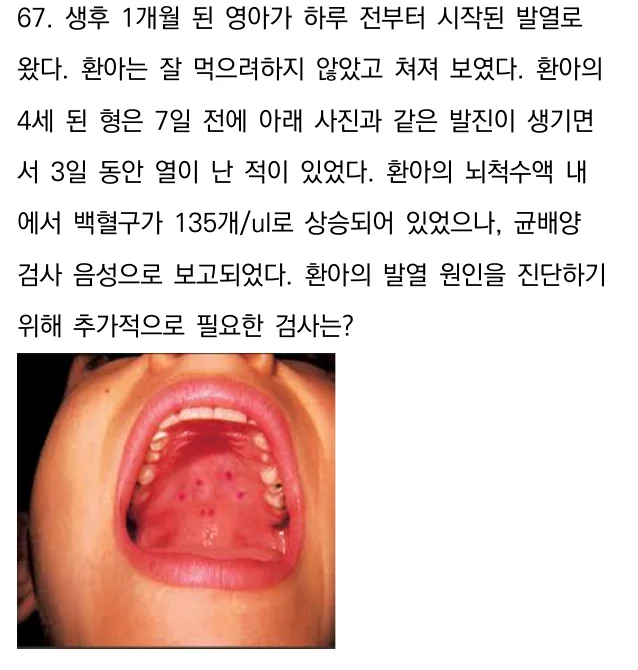 67. 생후 1개월 된 영아가 하루 전부터 시작된 발열로
왔다. 환아는 잘 먹으려하지 않았고 쳐져 보였다. 환아의
4세 된 형은 7일 전에 아래 사진과 같은 발진이 생기면
서 3일 동안 열이 난 적이 있었다. 환아의 뇌척수액 내
에서 백혈구가 135개/ul로 상승되어 있었으나, 균배양
검사 음성으로 보고되었다. 환아의 발열 원인을 진단하기
위해 추가적으로 필요한 검사는?